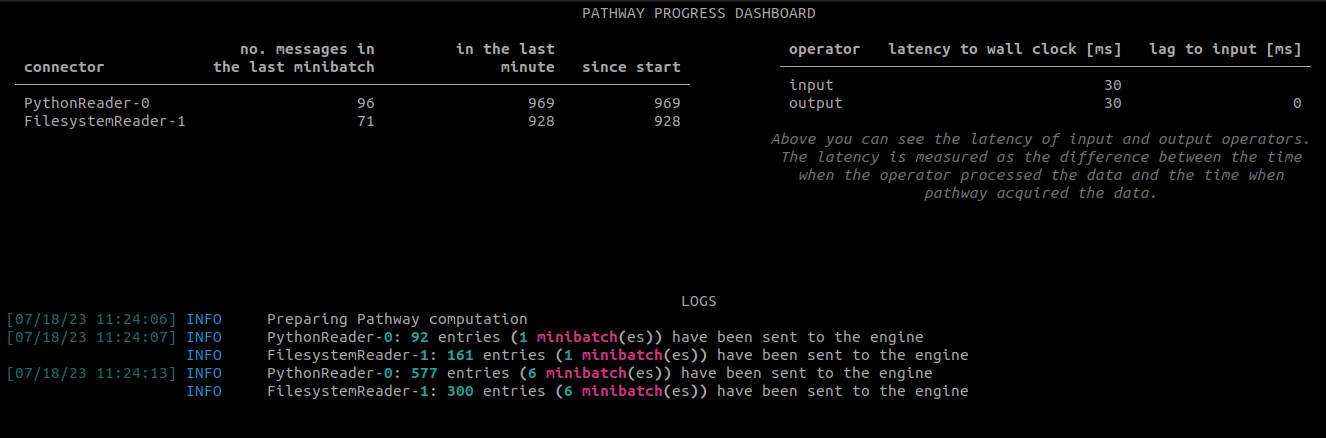 PATHWAY PROGRESS DASHBOARD
no. messages in in the last
connector the last minibatch minute since start
PythonReader-0 96 969 969
FilesystemReader-1 71 928 928
operator latency to wall clock [ms] lag to input [ms]
input 30
output 30 0
Above you can see the latency of input and output operators.
The latency is measured as the difference between the time
when the operator processed the data and the time when
pathway acquired the data.
LOGS
[07/18/23 11:24:06] INFO Preparing Pathway computation
[07/18/23 11:24:07] INFO PythonReader-0: 92 entries (1 minibatch(es)) have been sent to the engine
INFO FilesystemReader-1: 161 entries (1 minibatch(es)) have been sent to the engine
[07/18/23 11:24:13] INFO PythonReader-0: 577 entries (6 minibatch(es)) have been sent to the engine
INFO FilesystemReader-1: 300 entries (6 minibatch(es)) have been sent to the engine